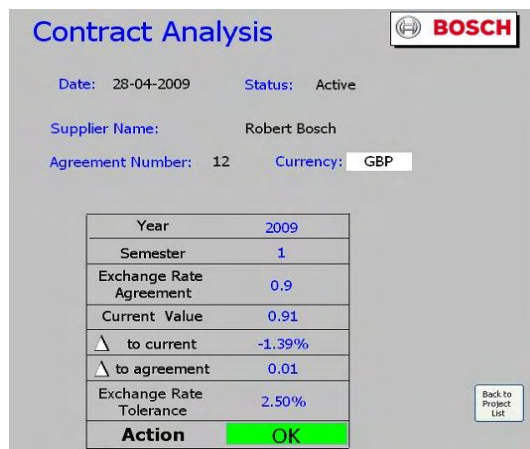 Contract Analysis
BOSCH
Date: 28-04-2009 Status: Active
Supplier Name: Robert Bosch
Agreement Number: 12 Currency: GBP
Year 2009
Semester 1
Exchange Rate
Agreement 0.9
Current Value 0.91
Δ to current -1.39%
Δ to agreement 0.01
Exchange Rate
Tolerance 2.50%
Action OK
Back to
Project
List